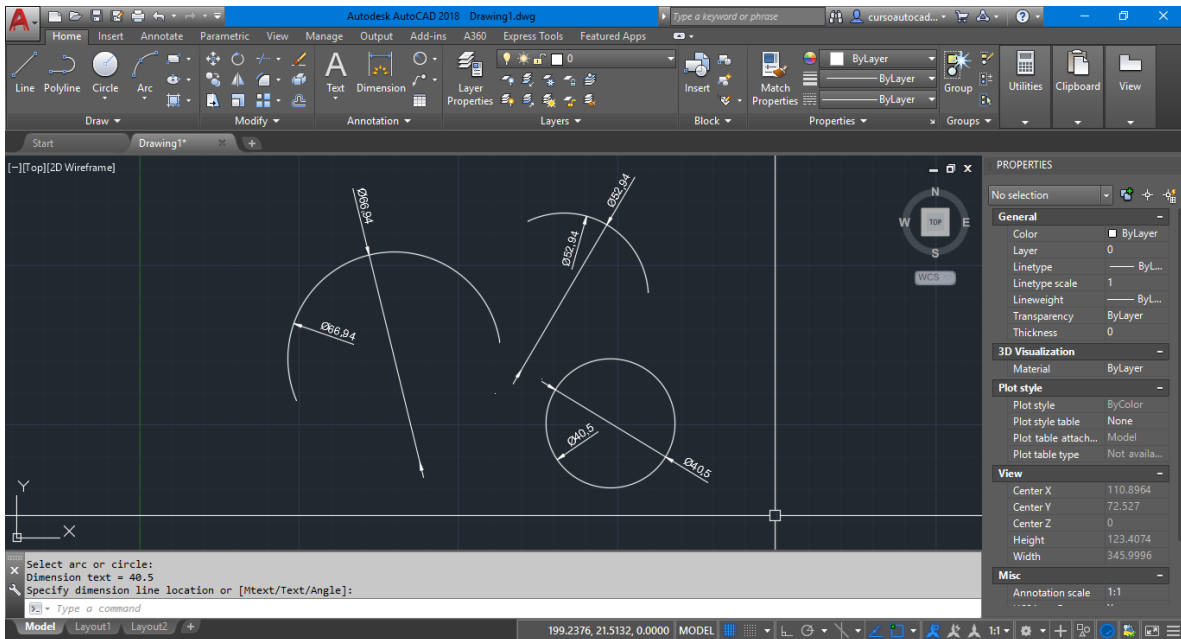 Autodesk AutoCAD 2018 Drawing1.dwg
Type a keyword or phrase
cursoautocad...
Home Insert Annotate Parametric View Manage Output Add-ins A360 Express Tools Featured Apps
0
ByLayer
ByLayer
ByLayer
Line Polyline Circle Arc
Text Dimension
Layer Properties
Insert
Match Properties
Group
Utilities
Clipboard
View
Draw Modify Annotation Layers Block Properties Groups
Start Drawing1* +
[−][Top][2D Wireframe]
Ø66,94
Ø66,94
Ø52,94
Ø52,94
Ø40,5
Ø40,5
N
W TOP E
S
WCS
Y
X
PROPERTIES
No selection
General
Color ByLayer
Layer 0
Linetype ByL...
Linetype scale 1
Lineweight ByL...
Transparency ByLayer
Thickness 0
3D Visualization
Material ByLayer
Plot style
Plot style ByColor
Plot style table None
Plot table attach... Model
Plot table type Not availa...
View
Center X 110.8964
Center Y 72.527
Center Z 0
Height 123.4074
Width 345.9996
Misc
Annotation scale 1:1
Select arc or circle:
Dimension text = 40.5
Specify dimension line location or [Mtext/Text/Angle]:
Type a command
Model Layout1 Layout2 +
199.2376, 21.5132, 0.0000 MODEL 1:1